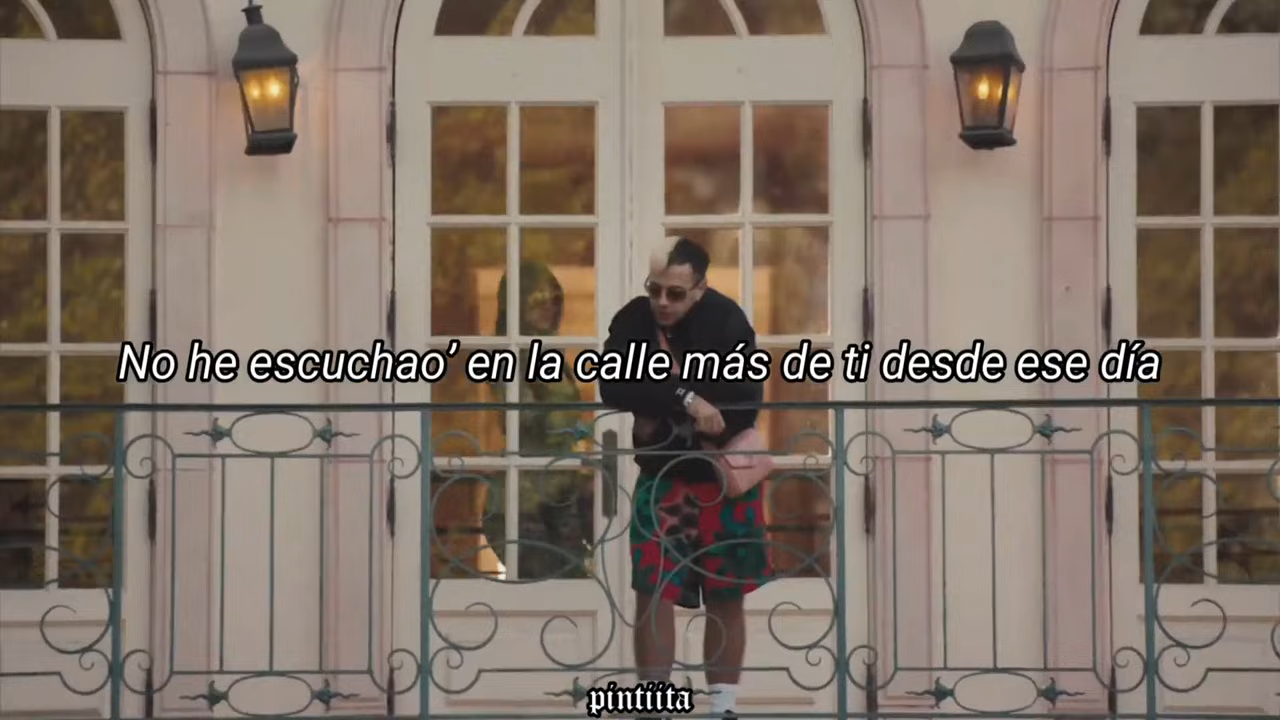 No he escuchao’ en la calle más de ti desde ese día
pintiita